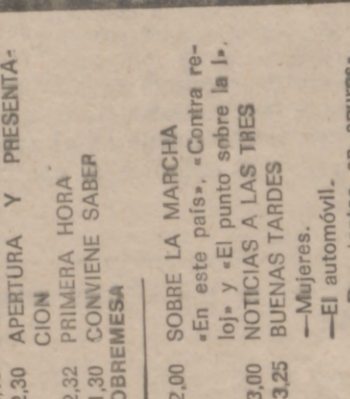 2,30 APERTURA Y PRESENTA-
CION
2,32 PRIMERA HORA
1,30 CONVIENE SABER
OBREMESA
2,00 SOBRE LA MARCHA
«En este país», «Contra re-
loj» y «El punto sobre la I».
3,00 NOTICIAS A LAS TRES
3,25 BUENAS TARDES
—Mujeres.
—El automóvil.